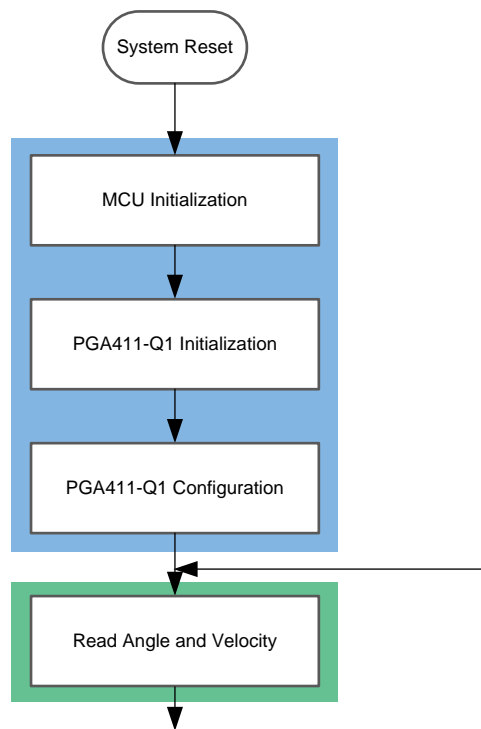 System Reset
MCU Initialization
PGA411-Q1 Initialization
PGA411-Q1 Configuration
Read Angle and Velocity